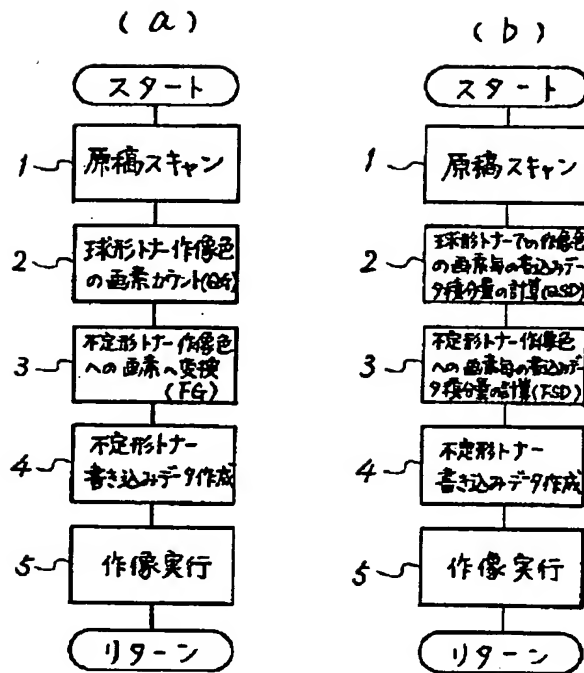 (a)
スタート
1
原稿スキャン
2
球形トナー作像色
の画素カウント(QG)
3
不定形トナー作像色
への画素へ変換
(FG)
4
不定形トナー
書き込みデータ作成
5
作像実行
リターン
(b)
スタート
1
原稿スキャン
2
球形トナーでの作像色
の画素毎の書込みデー
タ積分量の計算(QSD)
3
不定形トナー作像色
への画素毎の書込みデー
タ積分量の計算(FSD)
4
不定形トナー
書き込みデータ作成
5
作像実行
リターン